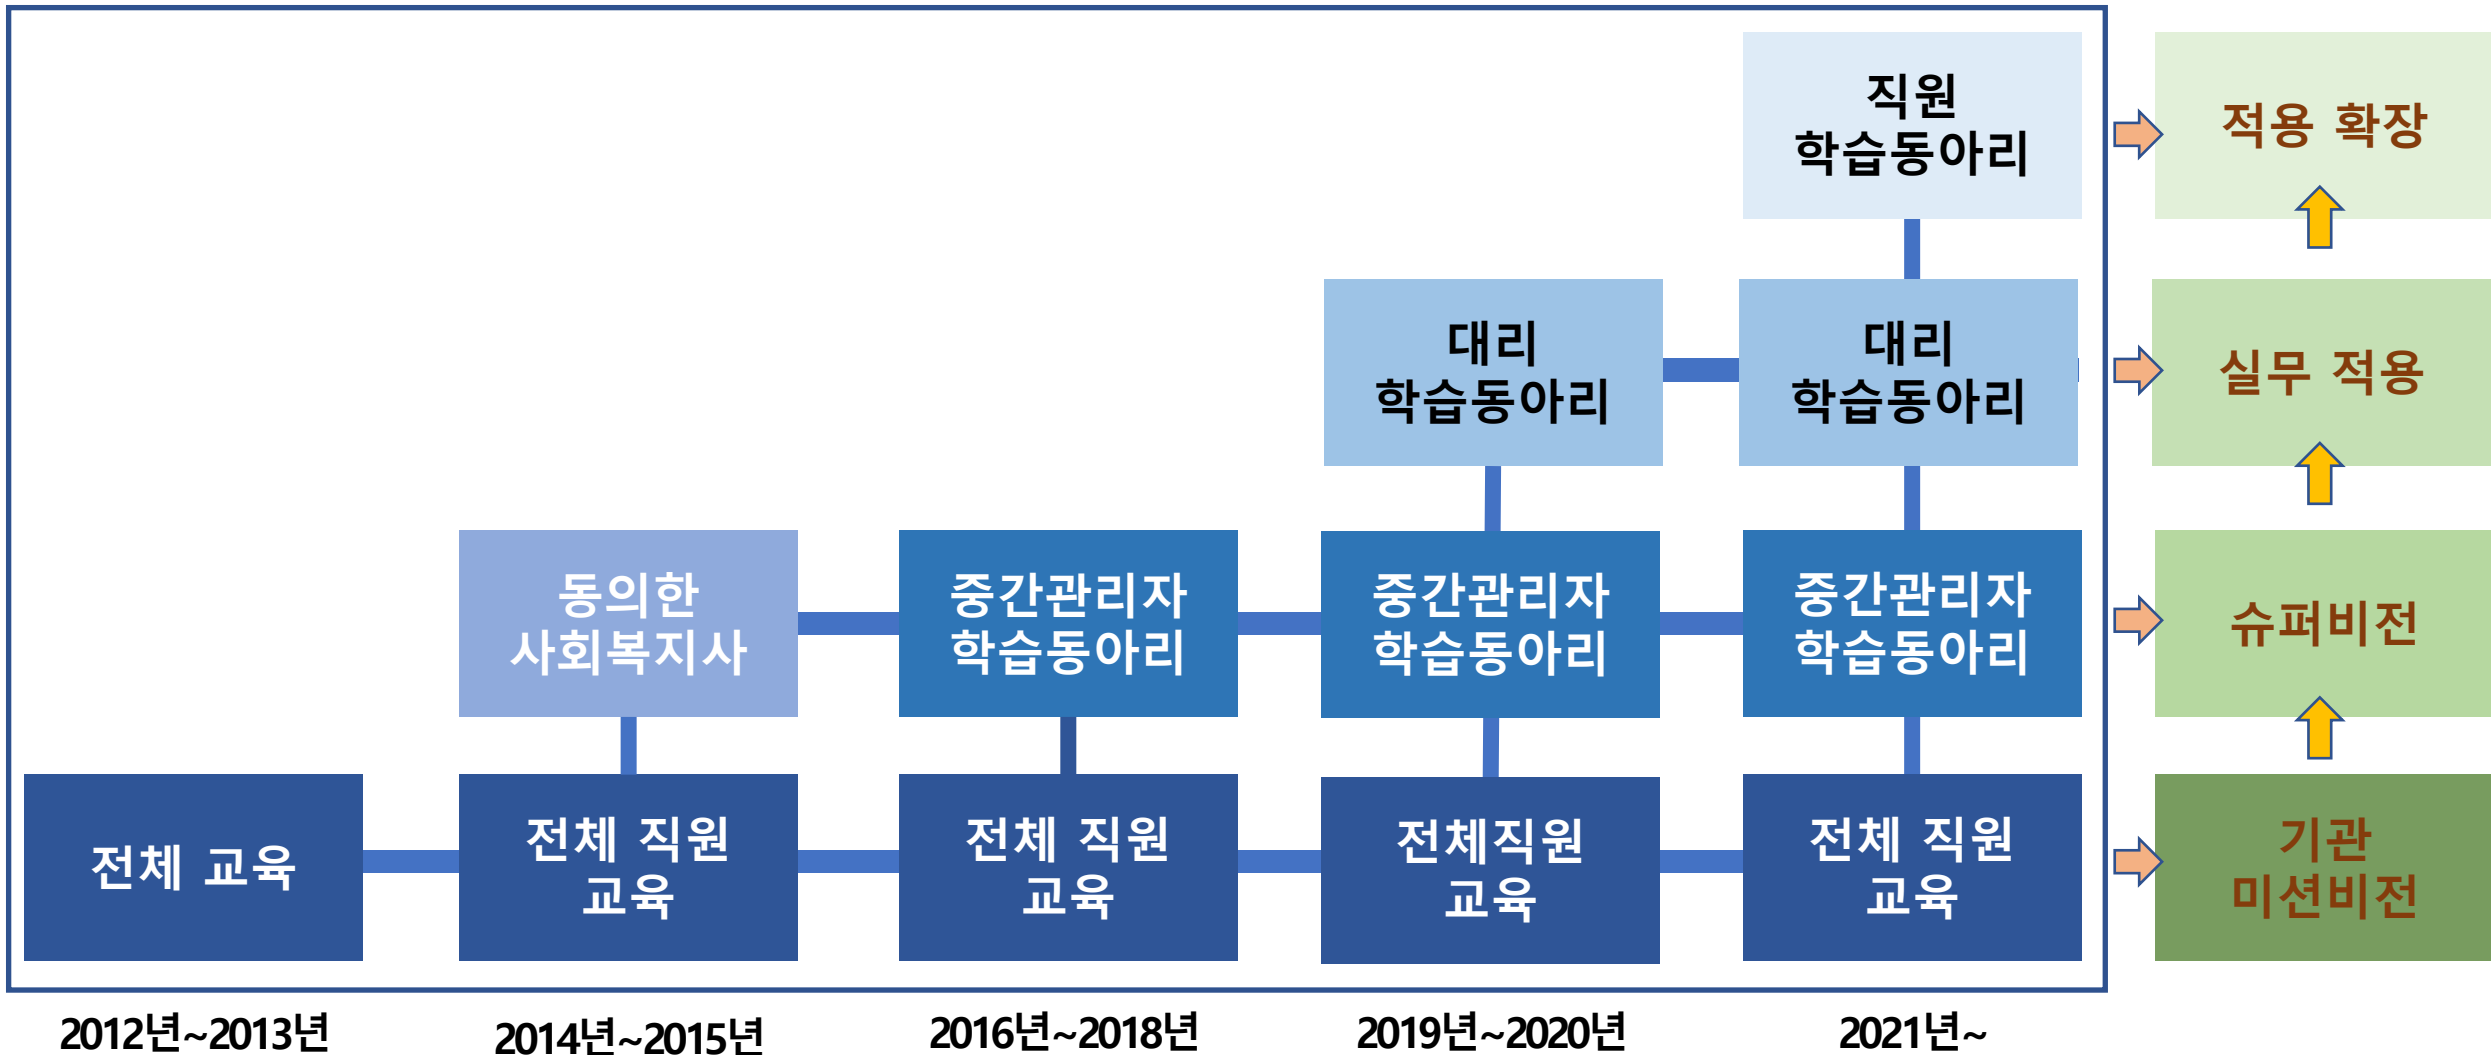 직원
학습동아리
적용 확장
대리
학습동아리
대리
학습동아리
실무 적용
동의한
사회복지사
중간관리자
학습동아리
중간관리자
학습동아리
중간관리자
학습동아리
슈퍼비전
전체 교육
전체 직원
교육
전체 직원
교육
전체직원
교육
전체 직원
교육
기관
미션비전
2012년~2013년
2014년~2015년
2016년~2018년
2019년~2020년
2021년~